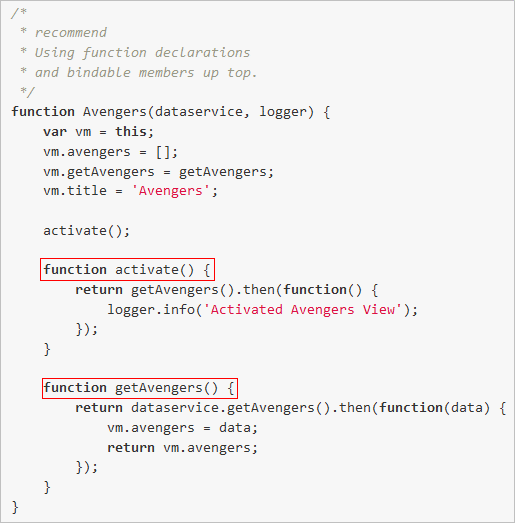 /*
 * recommend
 * Using function declarations
 * and bindable members up top.
 */
function Avengers(dataservice, logger) {
    var vm = this;
    vm.avengers = [];
    vm.getAvengers = getAvengers;
    vm.title = 'Avengers';

    activate();

    function activate() {
        return getAvengers().then(function() {
            logger.info('Activated Avengers View');
        });
    }

    function getAvengers() {
        return dataservice.getAvengers().then(function(data) {
            vm.avengers = data;
            return vm.avengers;
        });
    }
}